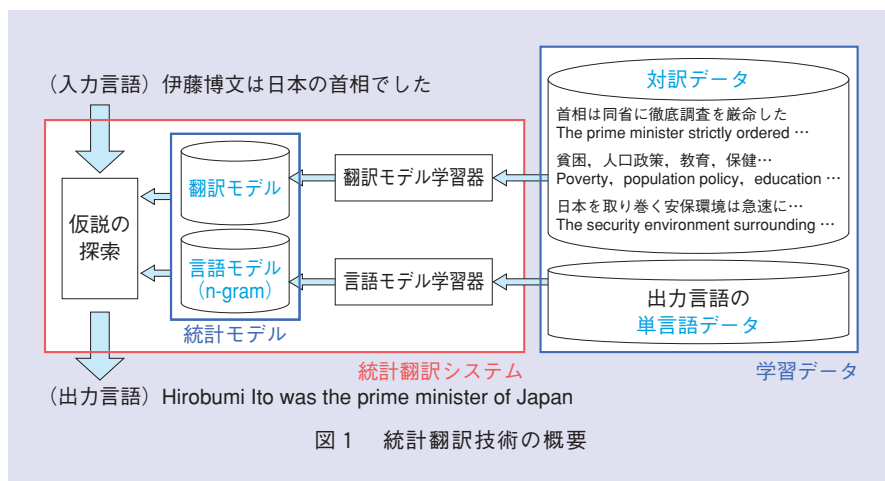 （入力言語）伊藤博文は日本の首相でした
対訳データ
首相は同省に徹底調査を厳命した
The prime minister strictly ordered …
貧困，人口政策，教育，保健…
Poverty，population policy，education …
日本を取り巻く安保環境は急速に…
The security environment surrounding …
翻訳モデル
翻訳モデル学習器
仮説の
探索
言語モデル
（n-gram）
言語モデル学習器
出力言語の
単言語データ
統計モデル
統計翻訳システム
学習データ
（出力言語）Hirobumi Ito was the prime minister of Japan
図1　統計翻訳技術の概要